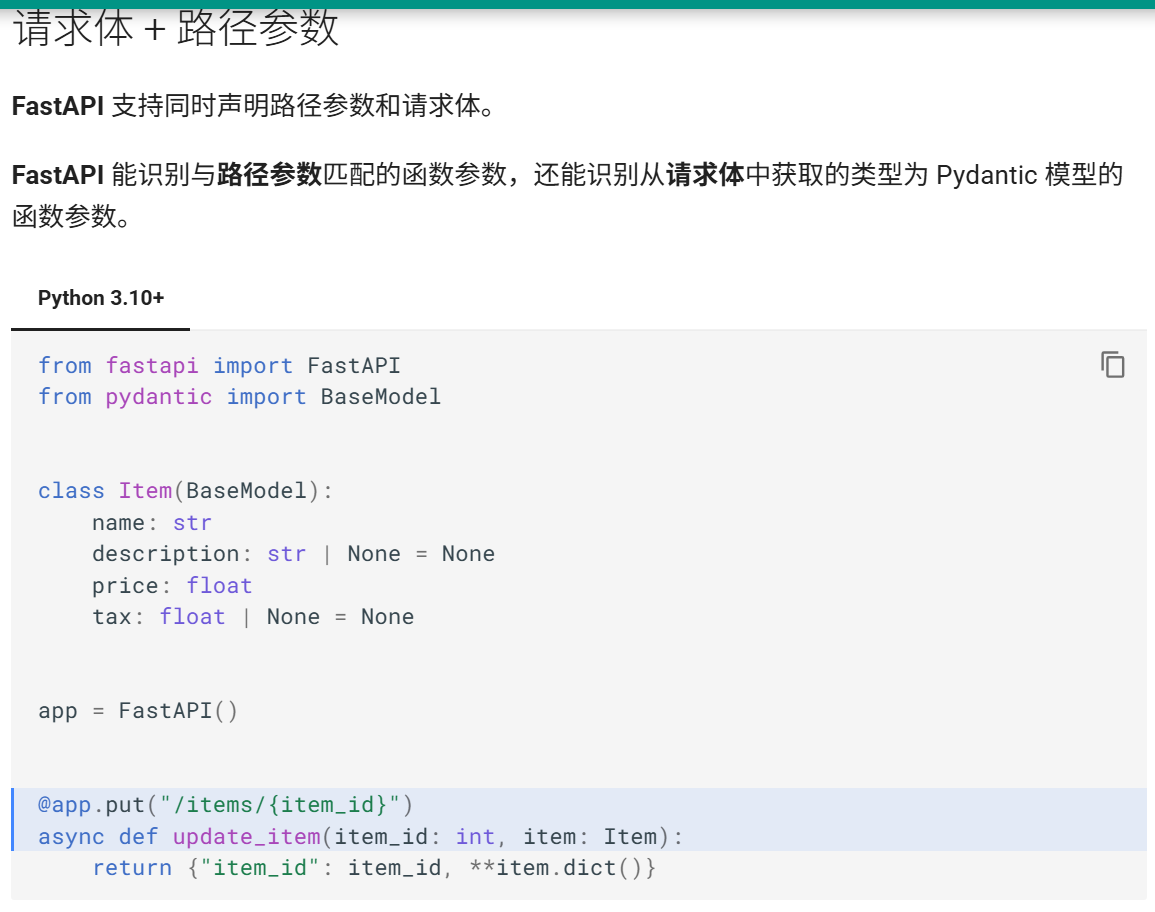 请求体 + 路径参数
FastAPI 支持同时声明路径参数和请求体。
FastAPI 能识别与路径参数匹配的函数参数，还能识别从请求体中获取的类型为 Pydantic 模型的
函数参数。
Python 3.10+
from fastapi import FastAPI
from pydantic import BaseModel
class Item(BaseModel):
    name: str
    description: str | None = None
    price: float
    tax: float | None = None
app = FastAPI()
@app.put("/items/{item_id}")
async def update_item(item_id: int, item: Item):
    return {"item_id": item_id, **item.dict()}